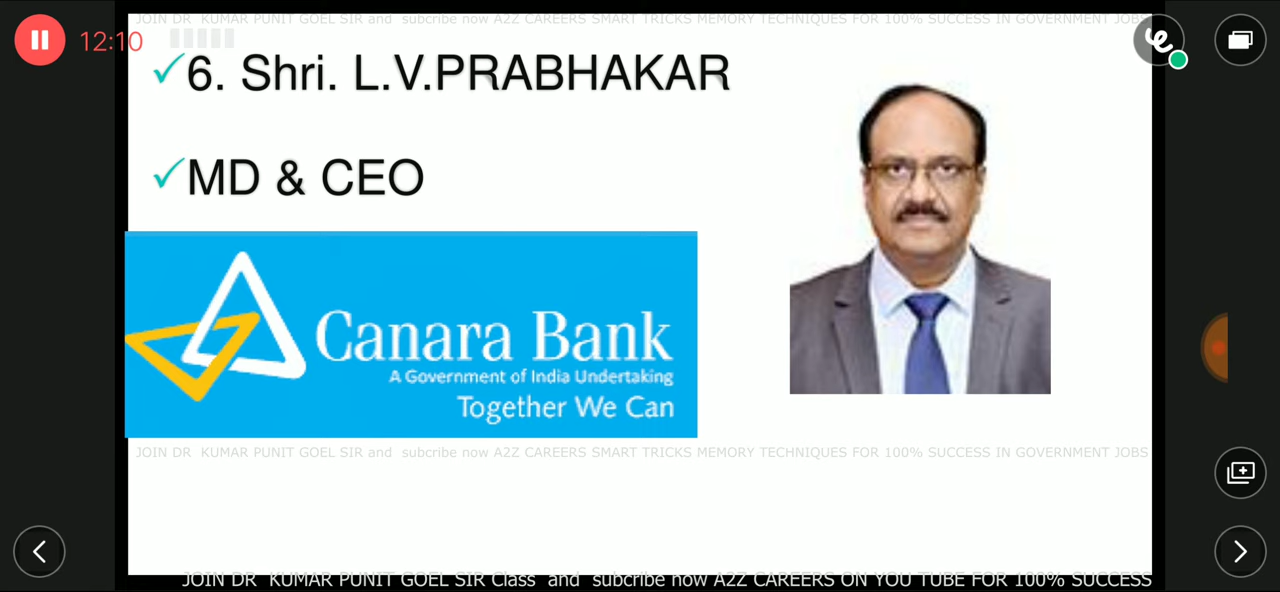 JOIN DR KUMAR PUNIT GOEL SIR and subcribe now A2Z CAREERS SMART TRICKS MEMORY TECHNIQUES FOR 100% SUCCESS IN GOVERNMENT JOBS
12:10
✓6. Shri. L.V.PRABHAKAR
✓MD & CEO
Canara Bank
A Government of India Undertaking
Together We Can
JOIN DR KUMAR PUNIT GOEL SIR and subcribe now A2Z CAREERS SMART TRICKS MEMORY TECHNIQUES FOR 100% SUCCESS IN GOVERNMENT JOBS
JOIN DR KUMAR PUNIT GOEL SIR Class and subcribe now A2Z CAREERS ON YOU TUBE FOR 100% SUCCESS